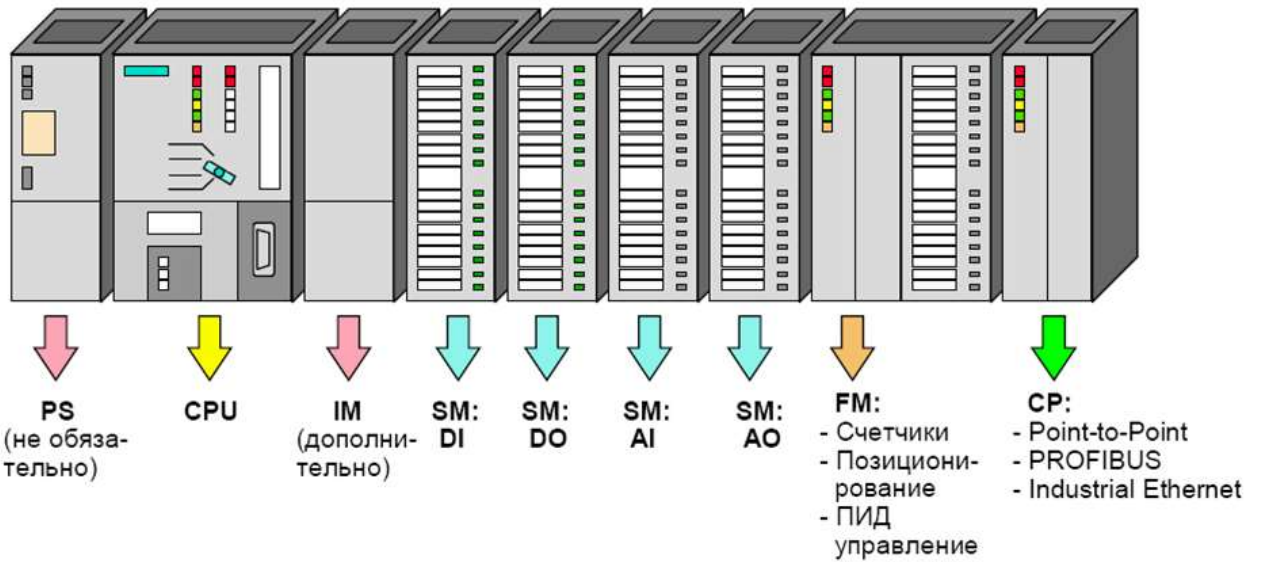 PS
(не обяза-
тельно)
CPU
IM
(дополни-
тельно)
SM:
DI
SM:
DO
SM:
AI
SM:
AO
FM:
- Счетчики
- Позициони-
рование
- ПИД
управление
CP:
- Point-to-Point
- PROFIBUS
- Industrial Ethernet